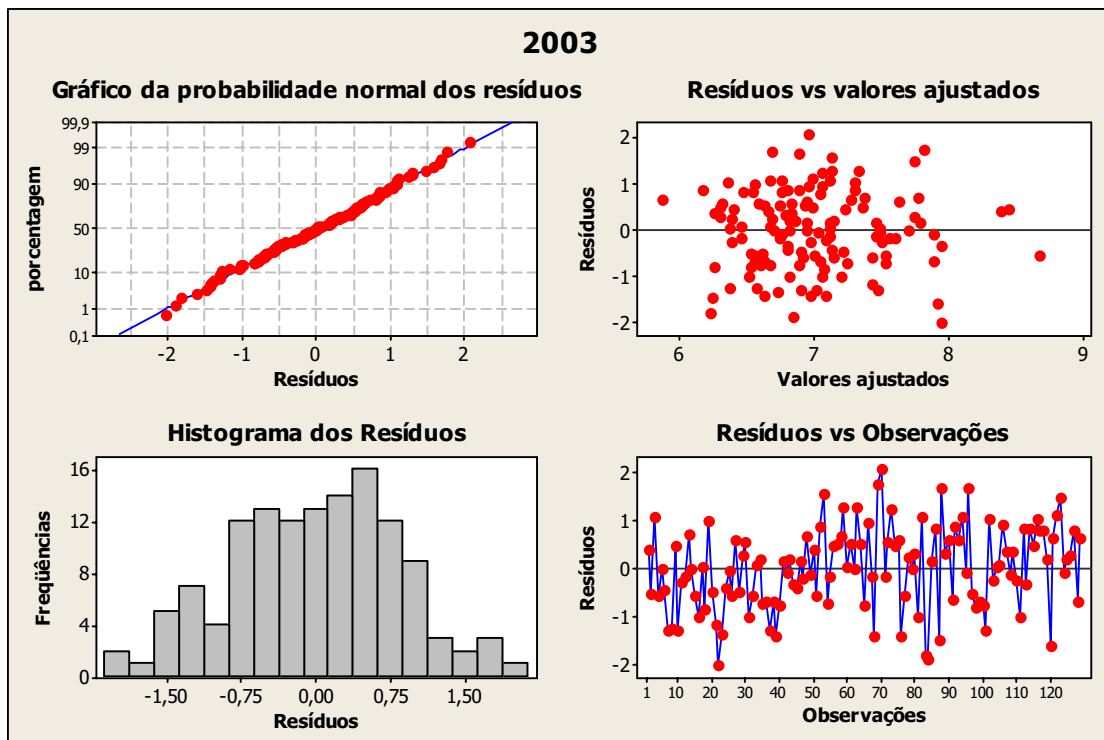 2003
Gráfico da probabilidade normal dos resíduos
99,9
99
90
50
10
1
0,1
por centagem
-2 -1 0 1 2
Resíduos
Resíduos vs valores ajustados
2
1
0
-1
-2
Resíduos
6 7 8 9
Valores ajustados
Histograma dos Resíduos
16
12
8
4
0
Freqüências
-1,50 -0,75 0,00 0,75 1,50
Resíduos
Resíduos vs Observações
2
1
0
-1
-2
Resíduos
1 10 20 30 40 50 60 70 80 90 100 110 120
Observações